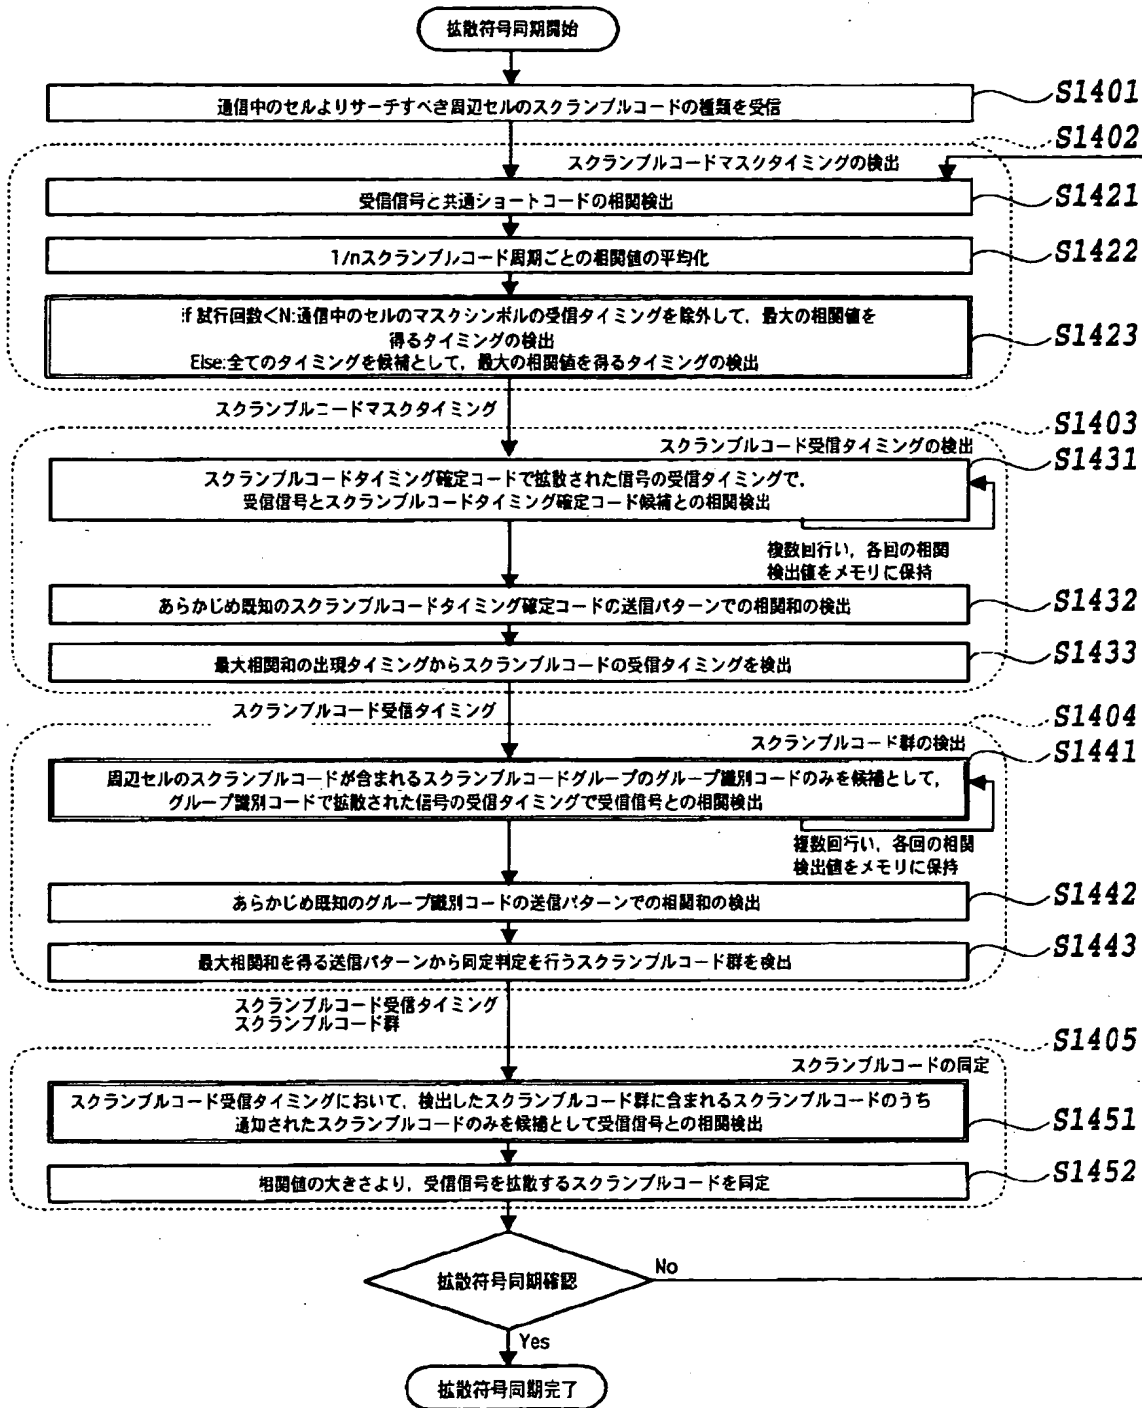 拡散符号同期開始
通信中のセルよりサーチすべき周辺セルのスクランブルコードの種類を受信
S1401
S1402
スクランブルコードマスクタイミングの検出
受信信号と共通ショートコードの相関検出
S1421
1/nスクランブルコード周期ごとの相関値の平均化
S1422
if 試行回数<N:通信中のセルのマスクシンボルの受信タイミングを除外して，最大の相関値を
得るタイミングの検出
Else:全てのタイミングを候補として，最大の相関値を得るタイミングの検出
S1423
スクランブルコードマスクタイミング
S1403
スクランブルコード受信タイミングの検出
スクランブルコードタイミング確定コードで拡散された信号の受信タイミングで，
受信信号とスクランブルコードタイミング確定コード候補との相関検出
S1431
複数回行い，各回の相関
検出値をメモリに保持
あらかじめ既知のスクランブルコードタイミング確定コードの送信パターンでの相関和の検出
S1432
最大相関和の出現タイミングからスクランブルコードの受信タイミングを検出
S1433
スクランブルコード受信タイミング
S1404
スクランブルコード群の検出
周辺セルのスクランブルコードが含まれるスクランブルコードグループのグループ識別コードのみを候補として，
グループ識別コードで拡散された信号の受信タイミングで受信信号との相関検出
S1441
複数回行い，各回の相関
検出値をメモリに保持
あらかじめ既知のグループ識別コードの送信パターンでの相関和の検出
S1442
最大相関和を得る送信パターンから同定判定を行うスクランブルコード群を検出
S1443
スクランブルコード受信タイミング
スクランブルコード群
S1405
スクランブルコードの同定
スクランブルコード受信タイミングにおいて，検出したスクランブルコード群に含まれるスクランブルコードのうち
通知されたスクランブルコードのみを候補として受信信号との相関検出
S1451
相関値の大きさより，受信信号を拡散するスクランブルコードを同定
S1452
拡散符号同期確認
No
Yes
拡散符号同期完了